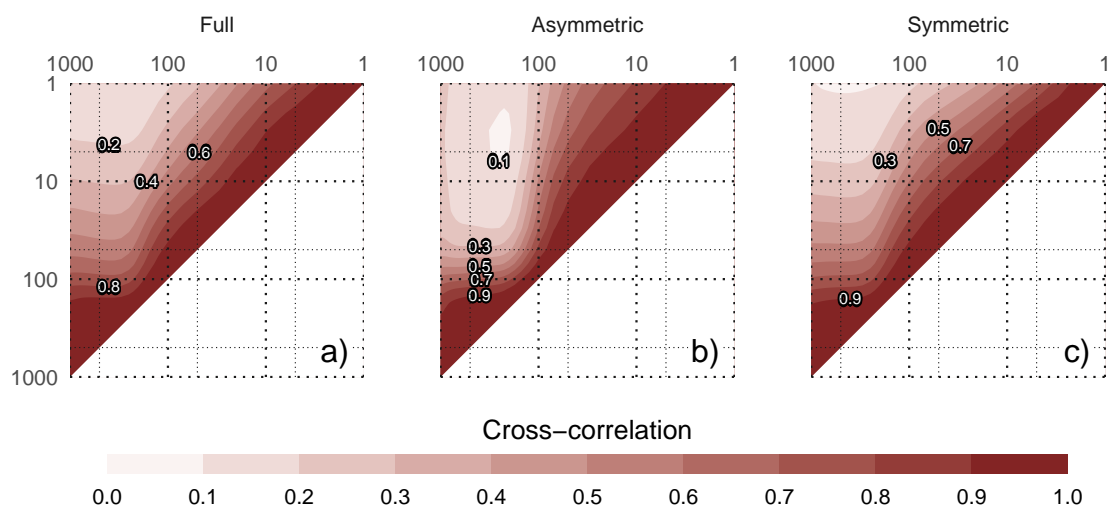 Full Asymmetric Symmetric
1000 100 10 1 1000 100 10 1 1000 100 10 1
1
0.5
0.2 0.6 0.1 0.3 0.7
10 0.4
0.3
0.5
100 0.8 0.7
0.9 0.9
a) b) c)
1000
Cross−correlation
0.0 0.1 0.2 0.3 0.4 0.5 0.6 0.7 0.8 0.9 1.0